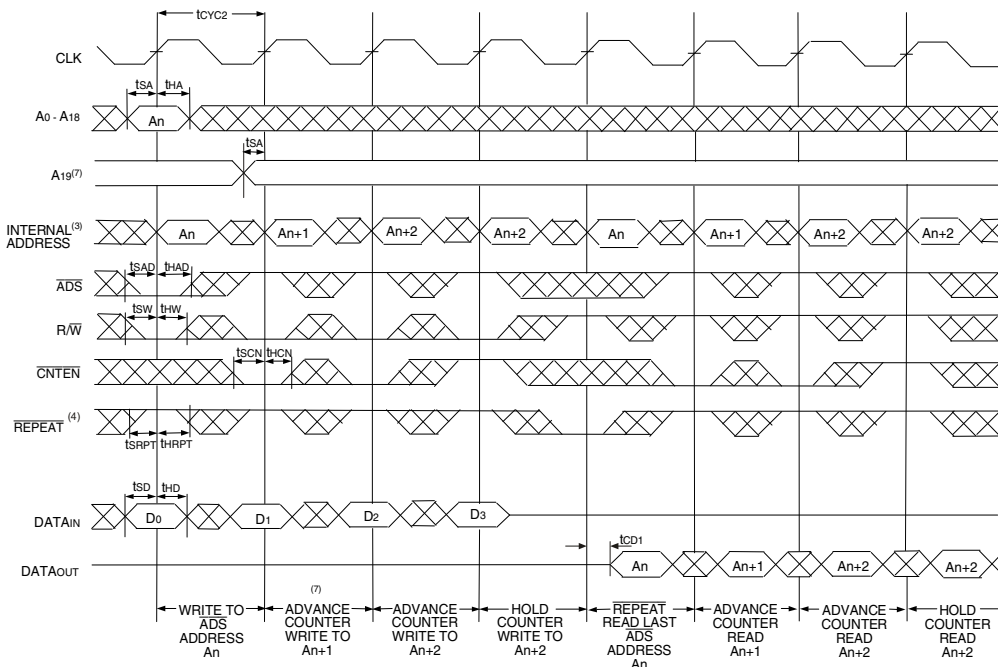 tCYC2
CLK
tSA tHA
A0 - A18
An
tSA
A19(7)
INTERNAL(3)
ADDRESS
An An+1 An+2 An+2 An An+1 An+2 An+2
tSAD tHAD
ADS
tSW tHW
R/W
tSCN tHCN
CNTEN
REPEAT (4)
tSRPT tHRPT
tSD tHD
DATAIN
D0 D1 D2 D3
tCD1
DATAOUT
An An+1 An+2 An+2
WRITE TO
ADS
ADDRESS
An
(7)
ADVANCE
COUNTER
WRITE TO
An+1
ADVANCE
COUNTER
WRITE TO
An+2
HOLD
COUNTER
WRITE TO
An+2
REPEAT
READ LAST
ADS
ADDRESS
An
ADVANCE
COUNTER
READ
An+1
ADVANCE
COUNTER
READ
An+2
HOLD
COUNTER
READ
An+2